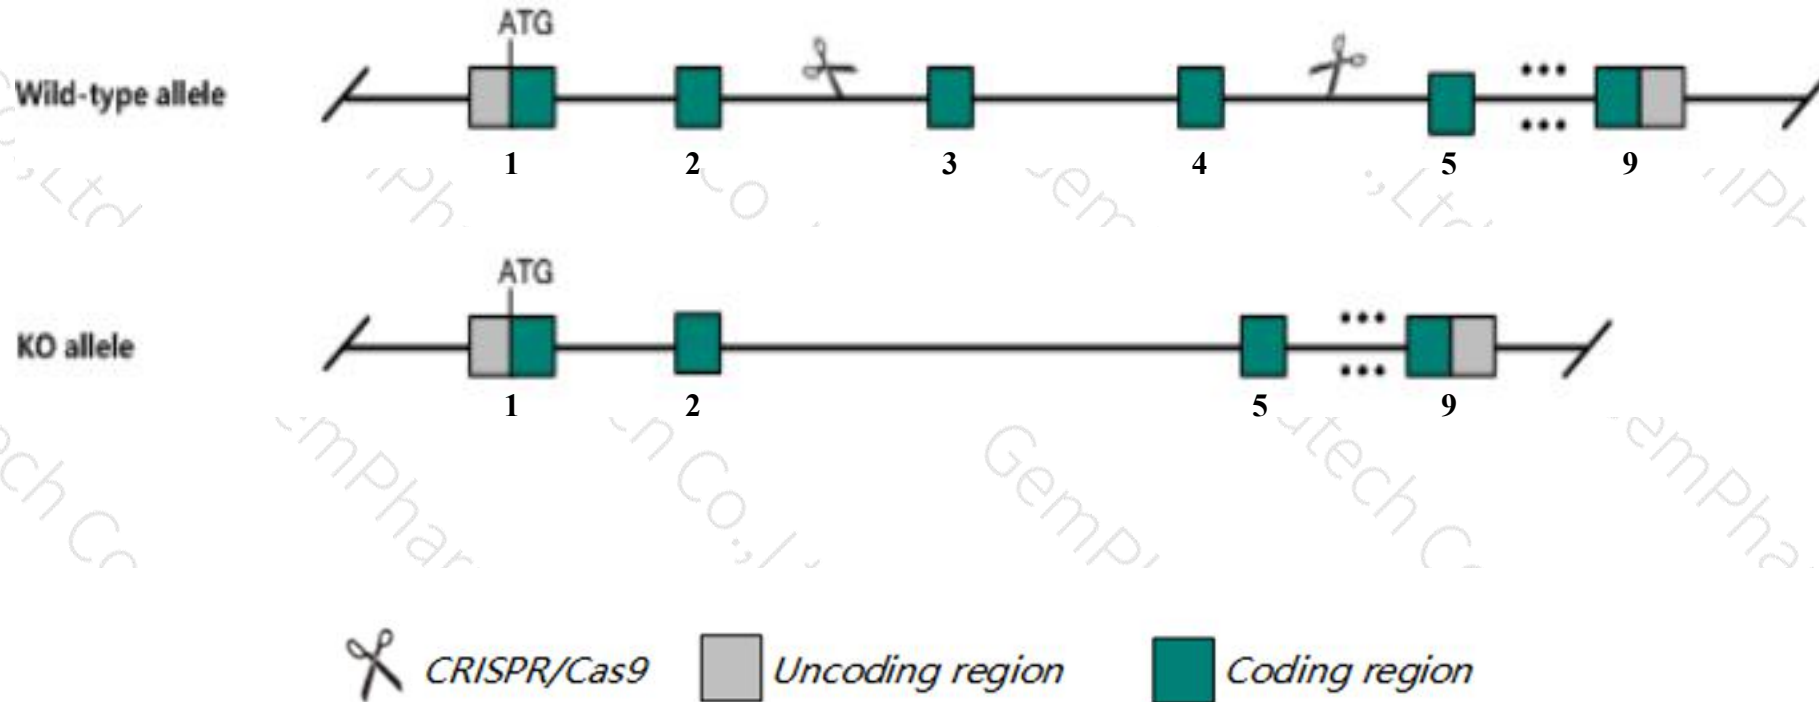 ATG
Wild-type allele
1 2 3 4 5 9
ATG
KO allele
1 2 5 9
CRISPR/Cas9 Uncoding region Coding region
GemP